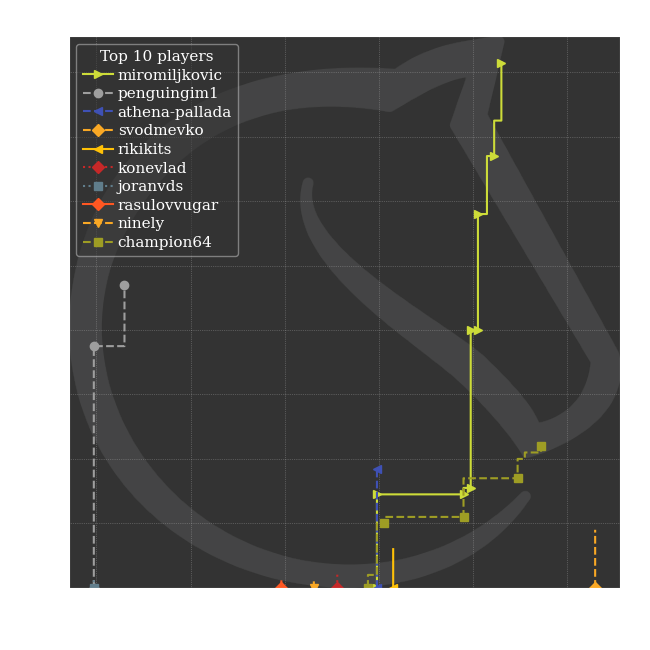 Top 10 players
miromiljkovic
penguingim1
athena-pallada
svodmevko
rikikits
konevlad
joranvds
rasulovvugar
ninely
champion64